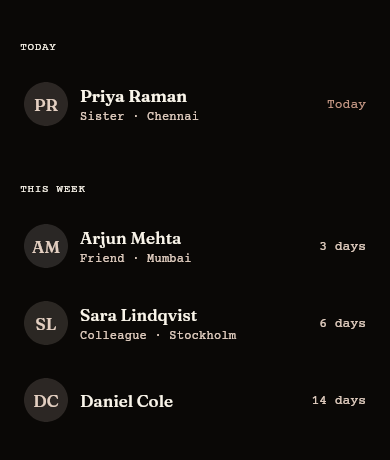 TODAY
PR
Priya Raman
Sister · Chennai
Today
THIS WEEK
AM
Arjun Mehta
Friend · Mumbai
3 days
SL
Sara Lindqvist
Colleague · Stockholm
6 days
DC
Daniel Cole
14 days